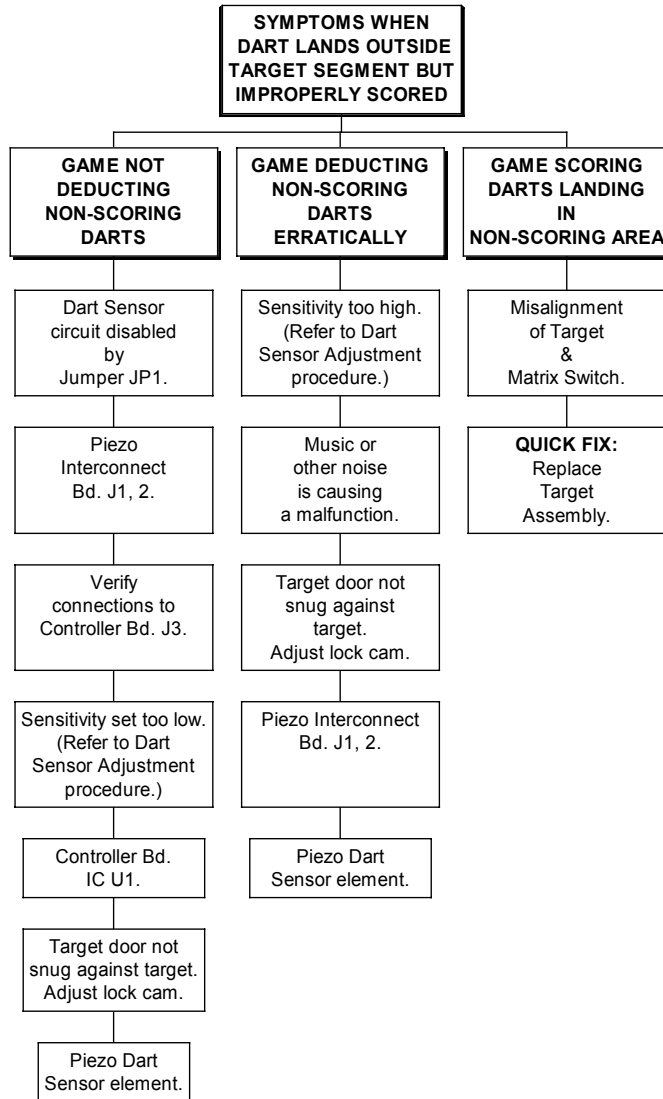 SYMPTOMS WHEN
DART LANDS OUTSIDE
TARGET SEGMENT BUT
IMPROPERLY SCORED
GAME NOT
DEDUCTING
NON-SCORING
DARTS
Dart Sensor
circuit disabled
by
Jumper JP1.
Piezo
Interconnect
Bd. J1, 2.
Verify
connections to
Controller Bd. J3.
Sensitivity set too low.
(Refer to Dart
Sensor Adjustment
procedure.)
Controller Bd.
IC U1.
Target door not
snug against target.
Adjust lock cam.
Piezo Dart
Sensor element.
GAME DEDUCTING
NON-SCORING
DARTS
ERRATICALLY
Sensitivity too high.
(Refer to Dart
Sensor Adjustment
procedure.)
Music or
other noise
is causing
a malfunction.
Target door not
snug against
target.
Adjust lock cam.
Piezo Interconnect
Bd. J1, 2.
Piezo Dart
Sensor element.
GAME SCORING
DARTS LANDING
IN
NON-SCORING AREA
Misalignment
of Target
&
Matrix Switch.
QUICK FIX:
Replace
Target
Assembly.